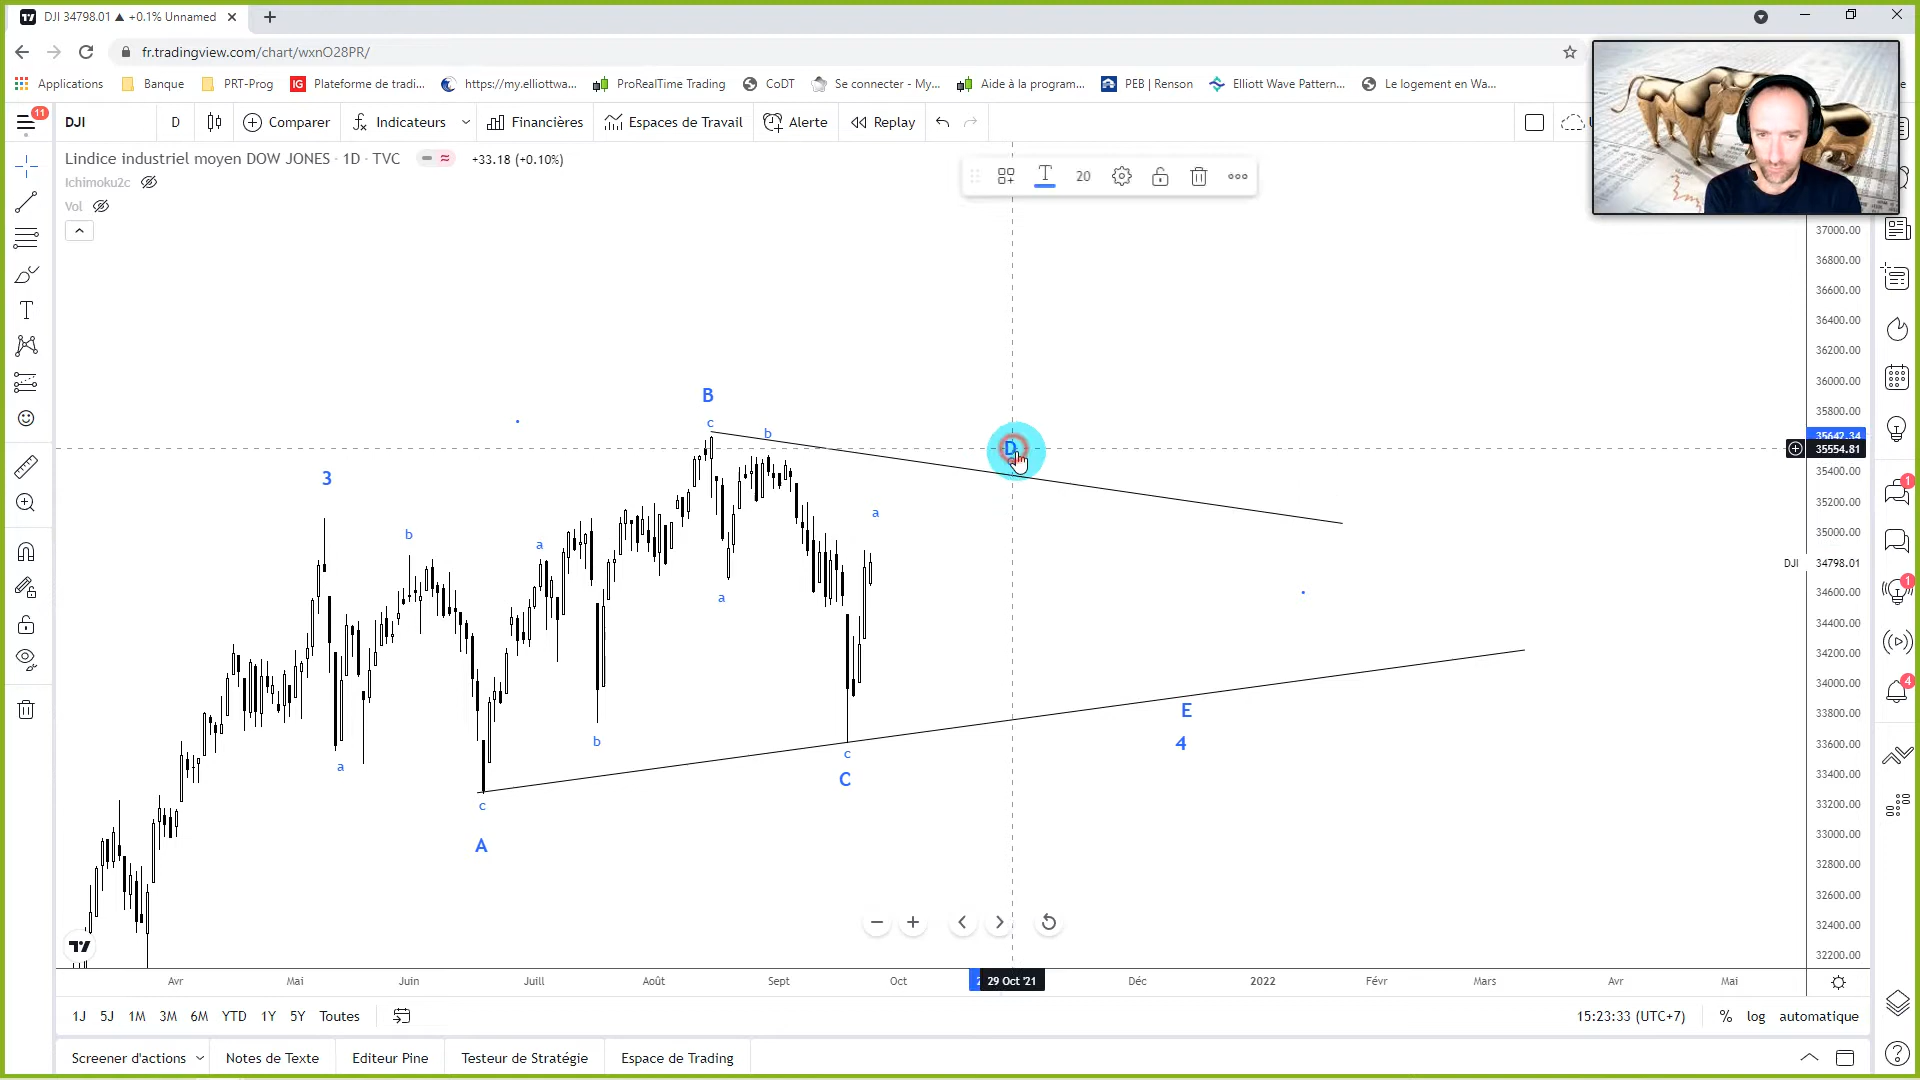 DJI 34798.01 ▲ +0.1% Unnamed
fr.tradingview.com/chart/wxnO28PR/
Applications Banque PRT-Prog IG Plateforme de tradi... https://my.elliottwa... ProRealTime Trading CoDT Se connecter - My... Aide à la program... PEB | Renson Elliott Wave Pattern... Le logement en Wa...
11 DJI D Comparer Indicateurs Financières Espaces de Travail Alerte Replay
Lindice industriel moyen DOW JONES · 1D · TVC +33.18 (+0.10%)
Ichimoku2c
Vol
T 20
37000.00
36800.00
36600.00
36400.00
36200.00
36000.00
35800.00
35642.34
35554.81
35400.00
35200.00
35000.00
DJI 34798.01
34600.00
34400.00
34200.00
34000.00
33800.00
33600.00
33400.00
33200.00
33000.00
32800.00
32600.00
32400.00
32200.00
B
c
b
D
3
a
b
a
a
b
E
4
a
c
C
c
A
1
1
4
Avr Mai Juin Juill Août Sept Oct 29 Oct '21 Déc 2022 Févr Mars Avr Mai
1J 5J 1M 3M 6M YTD 1Y 5Y Toutes 15:23:33 (UTC+7) % log automatique
Screener d'actions Notes de Texte Editeur Pine Testeur de Stratégie Espace de Trading